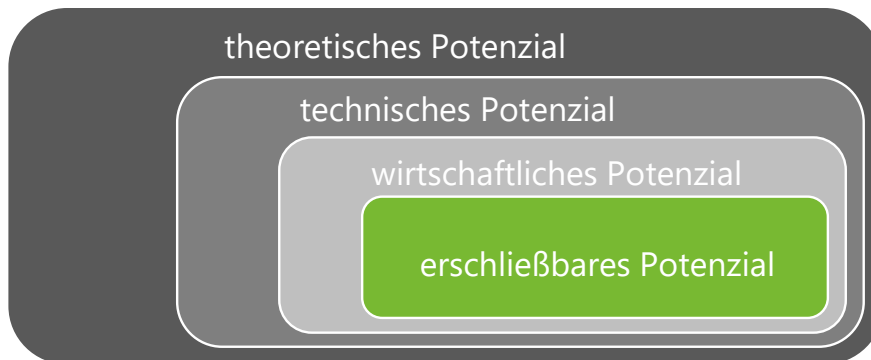 theoretisches Potenzial
technisches Potenzial
wirtschaftliches Potenzial
erschließbares Potenzial